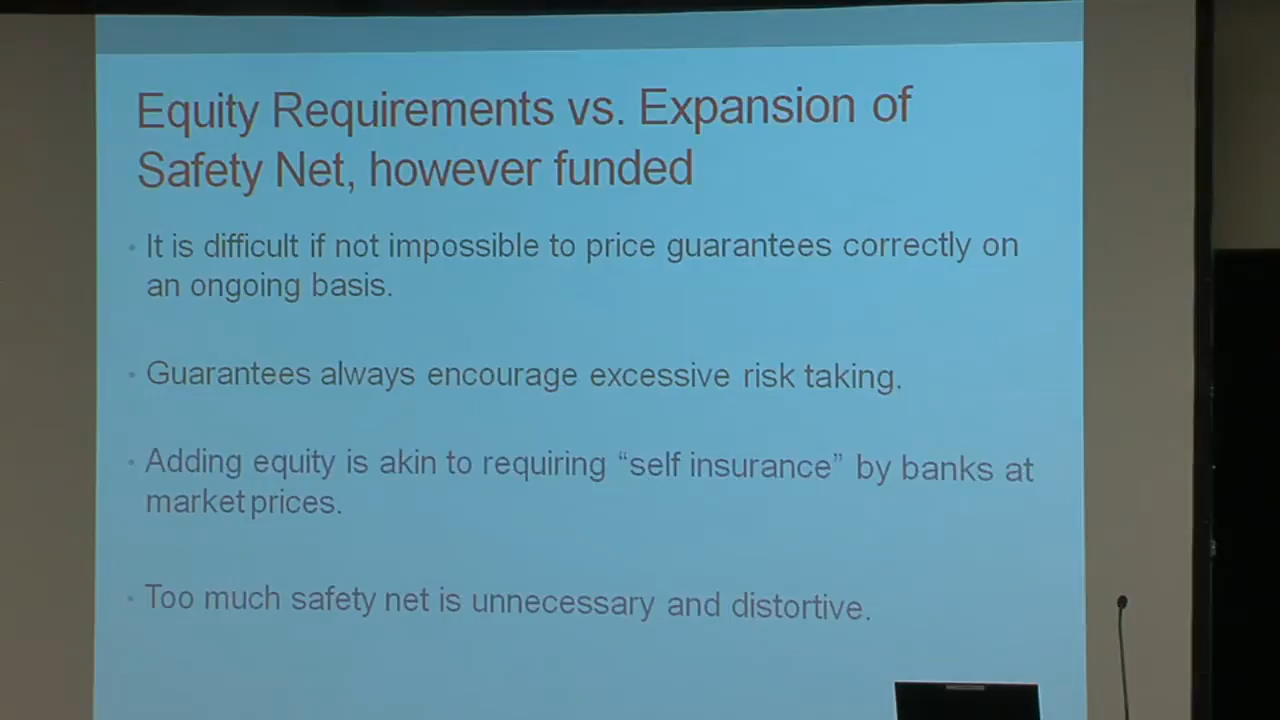 Equity Requirements vs. Expansion of
Safety Net, however funded
• It is difficult if not impossible to price guarantees correctly on
an ongoing basis.
• Guarantees always encourage excessive risk taking.
• Adding equity is akin to requiring “self insurance” by banks at
market prices.
• Too much safety net is unnecessary and distortive.